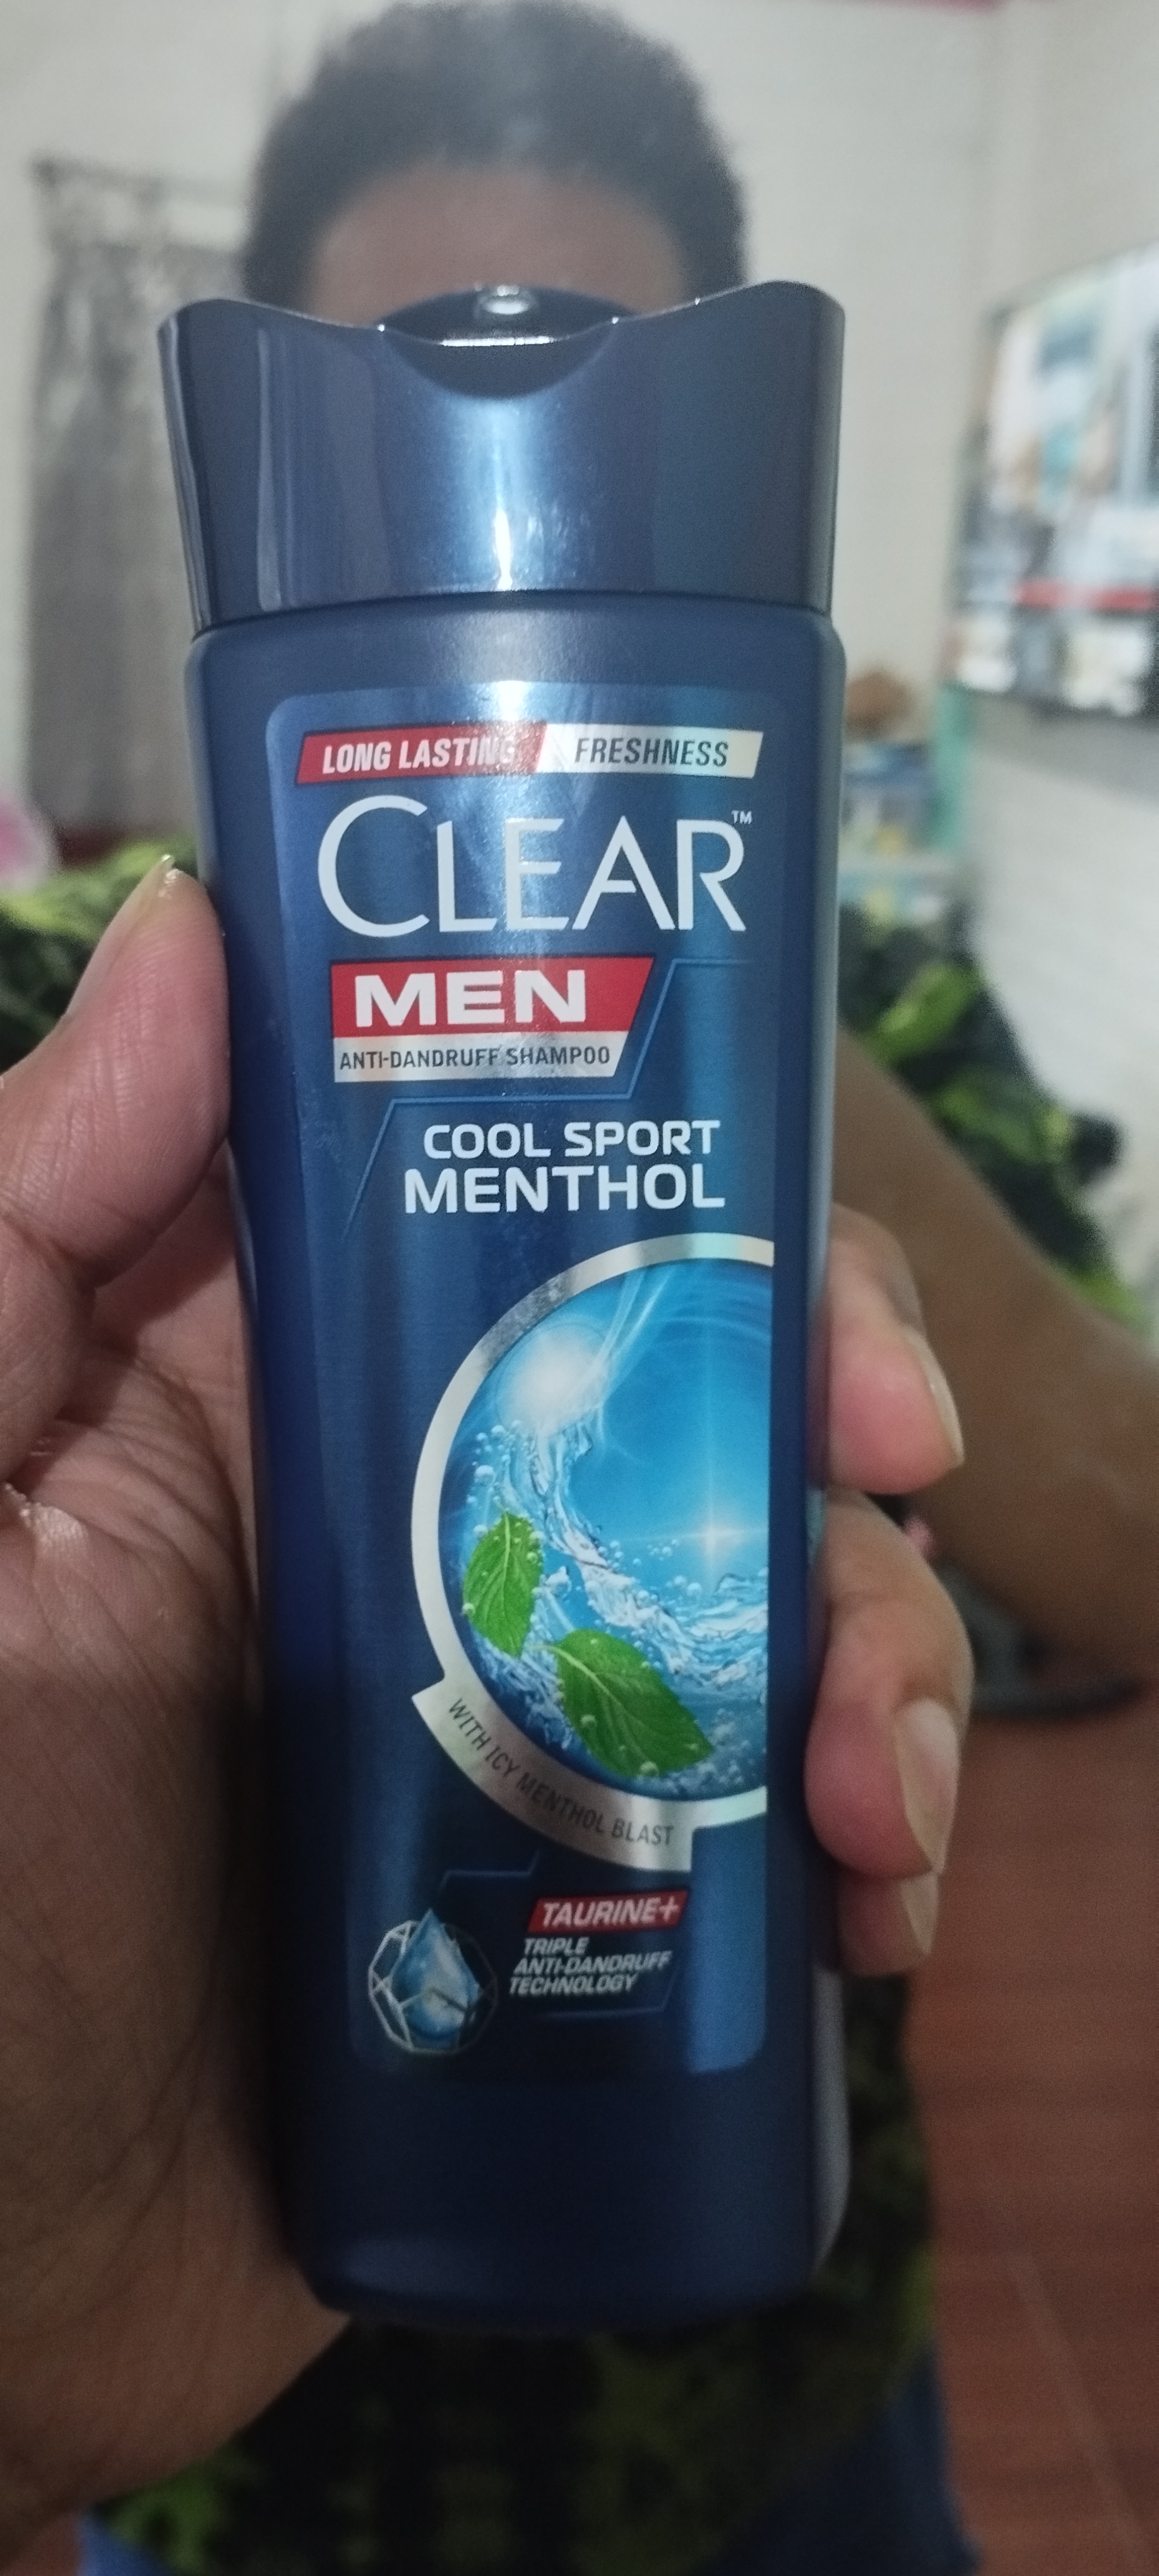 LONG LASTING FRESHNESS
CLEAR™
MEN
ANTI-DANDRUFF SHAMPOO
COOL SPORT
MENTHOL
WITH ICY MENTHOL BLAST
TAURINE+
TRIPLE
ANTI-DANDRUFF
TECHNOLOGY